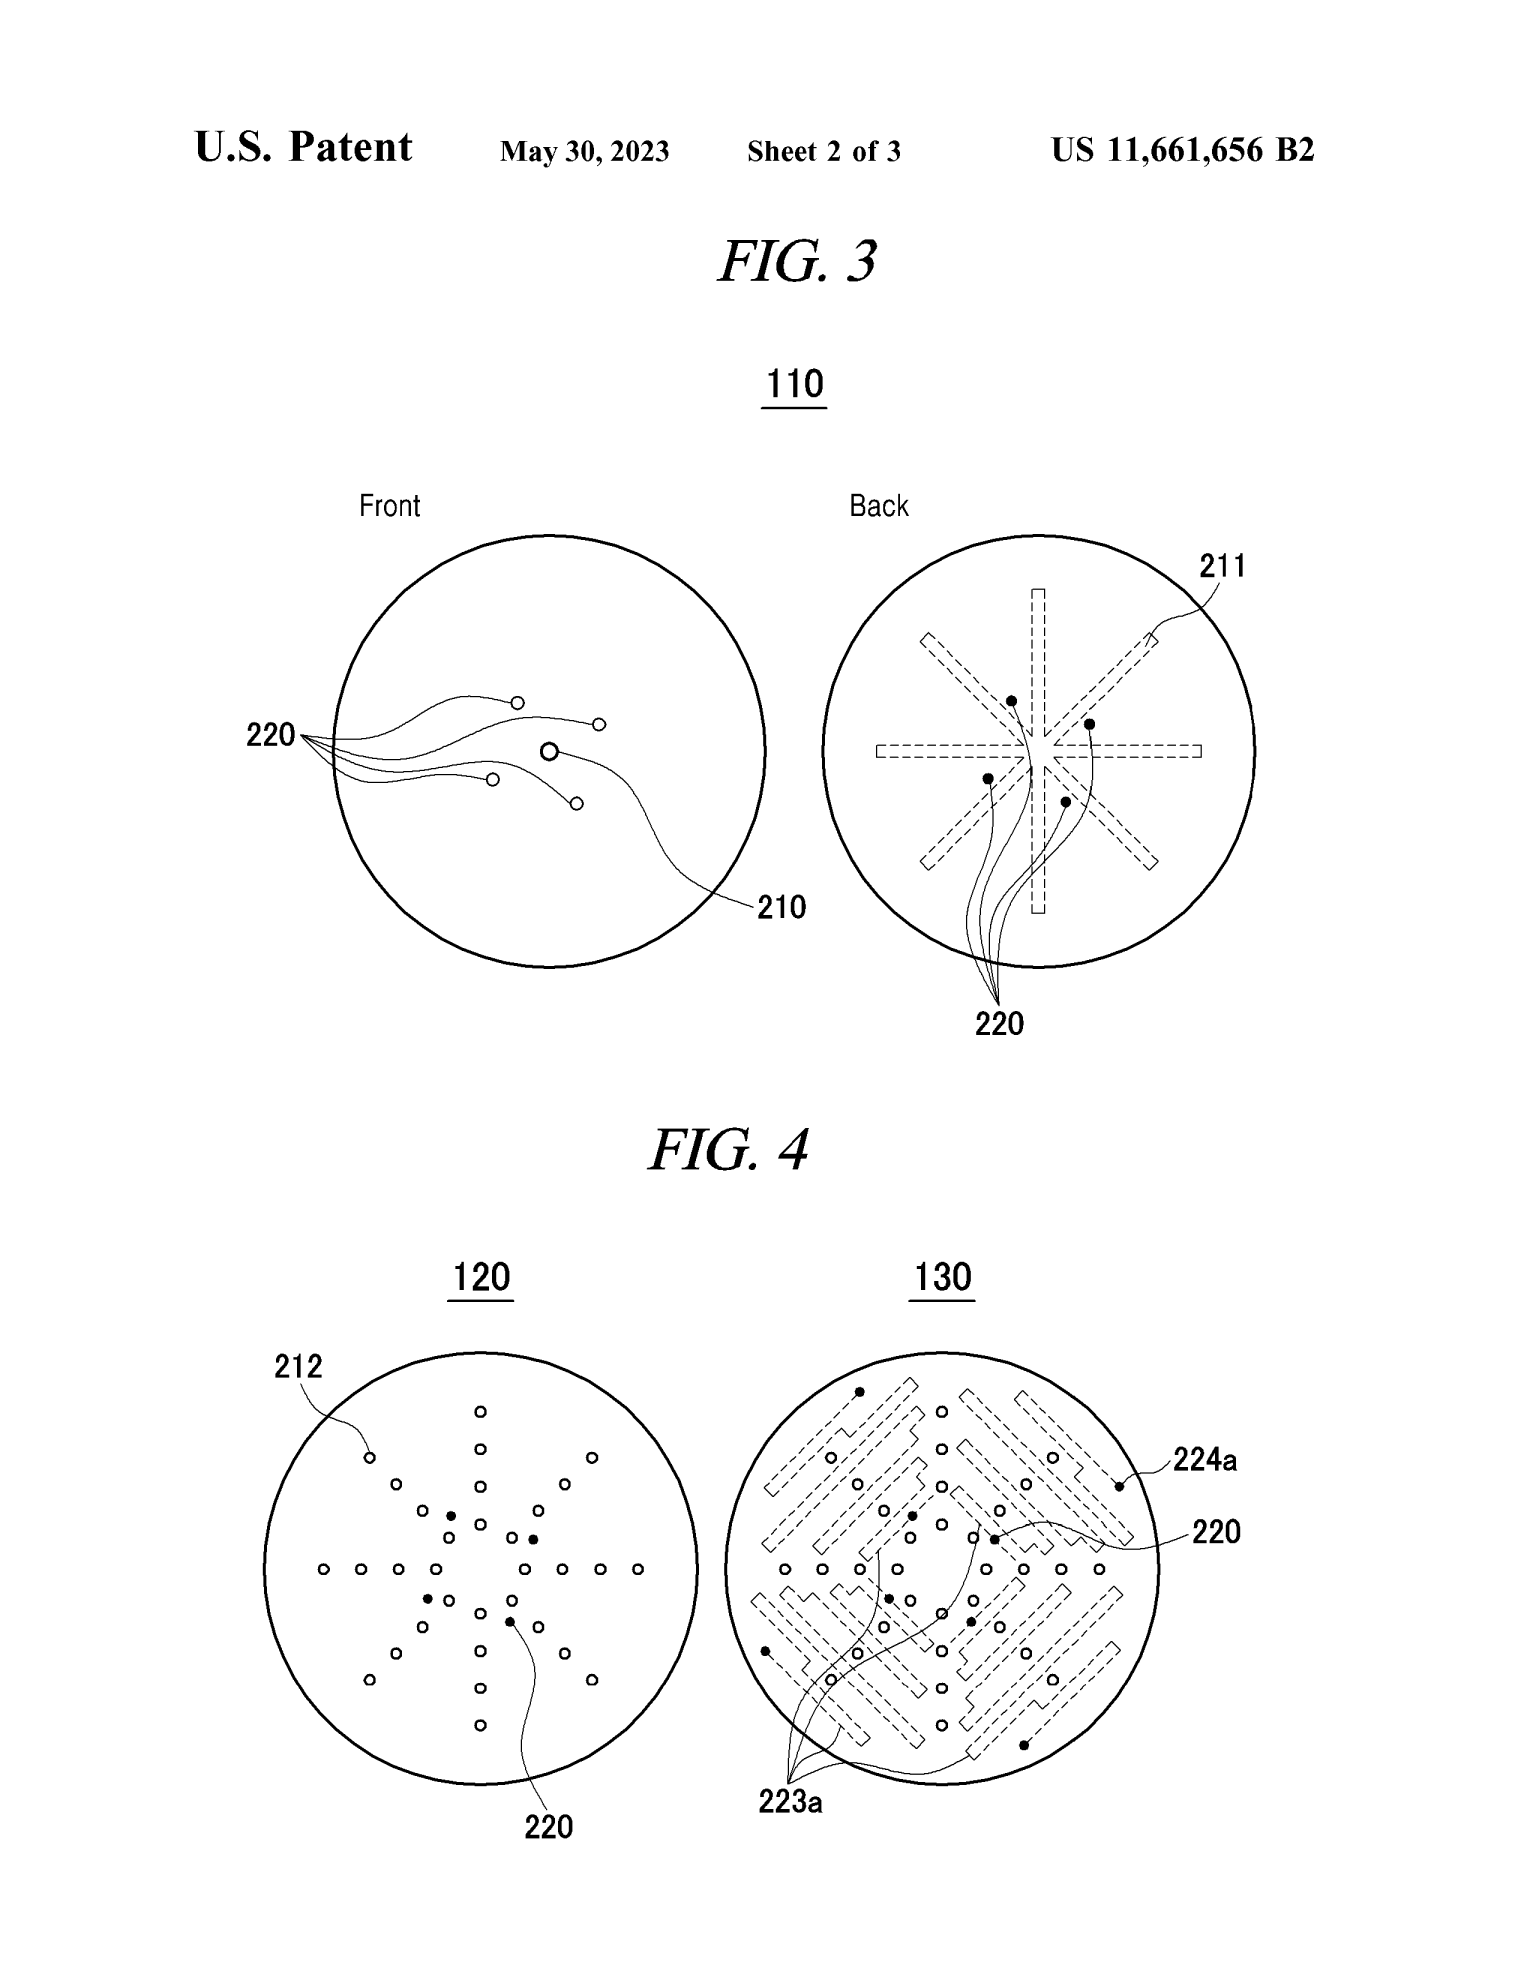 U.S. Patent May 30, 2023 Sheet 2 of 3 US 11,661,656 B2
FIG. 3
110
Front Back
211
220
210
220
FIG. 4
120 130
212
224a
220
223a
220